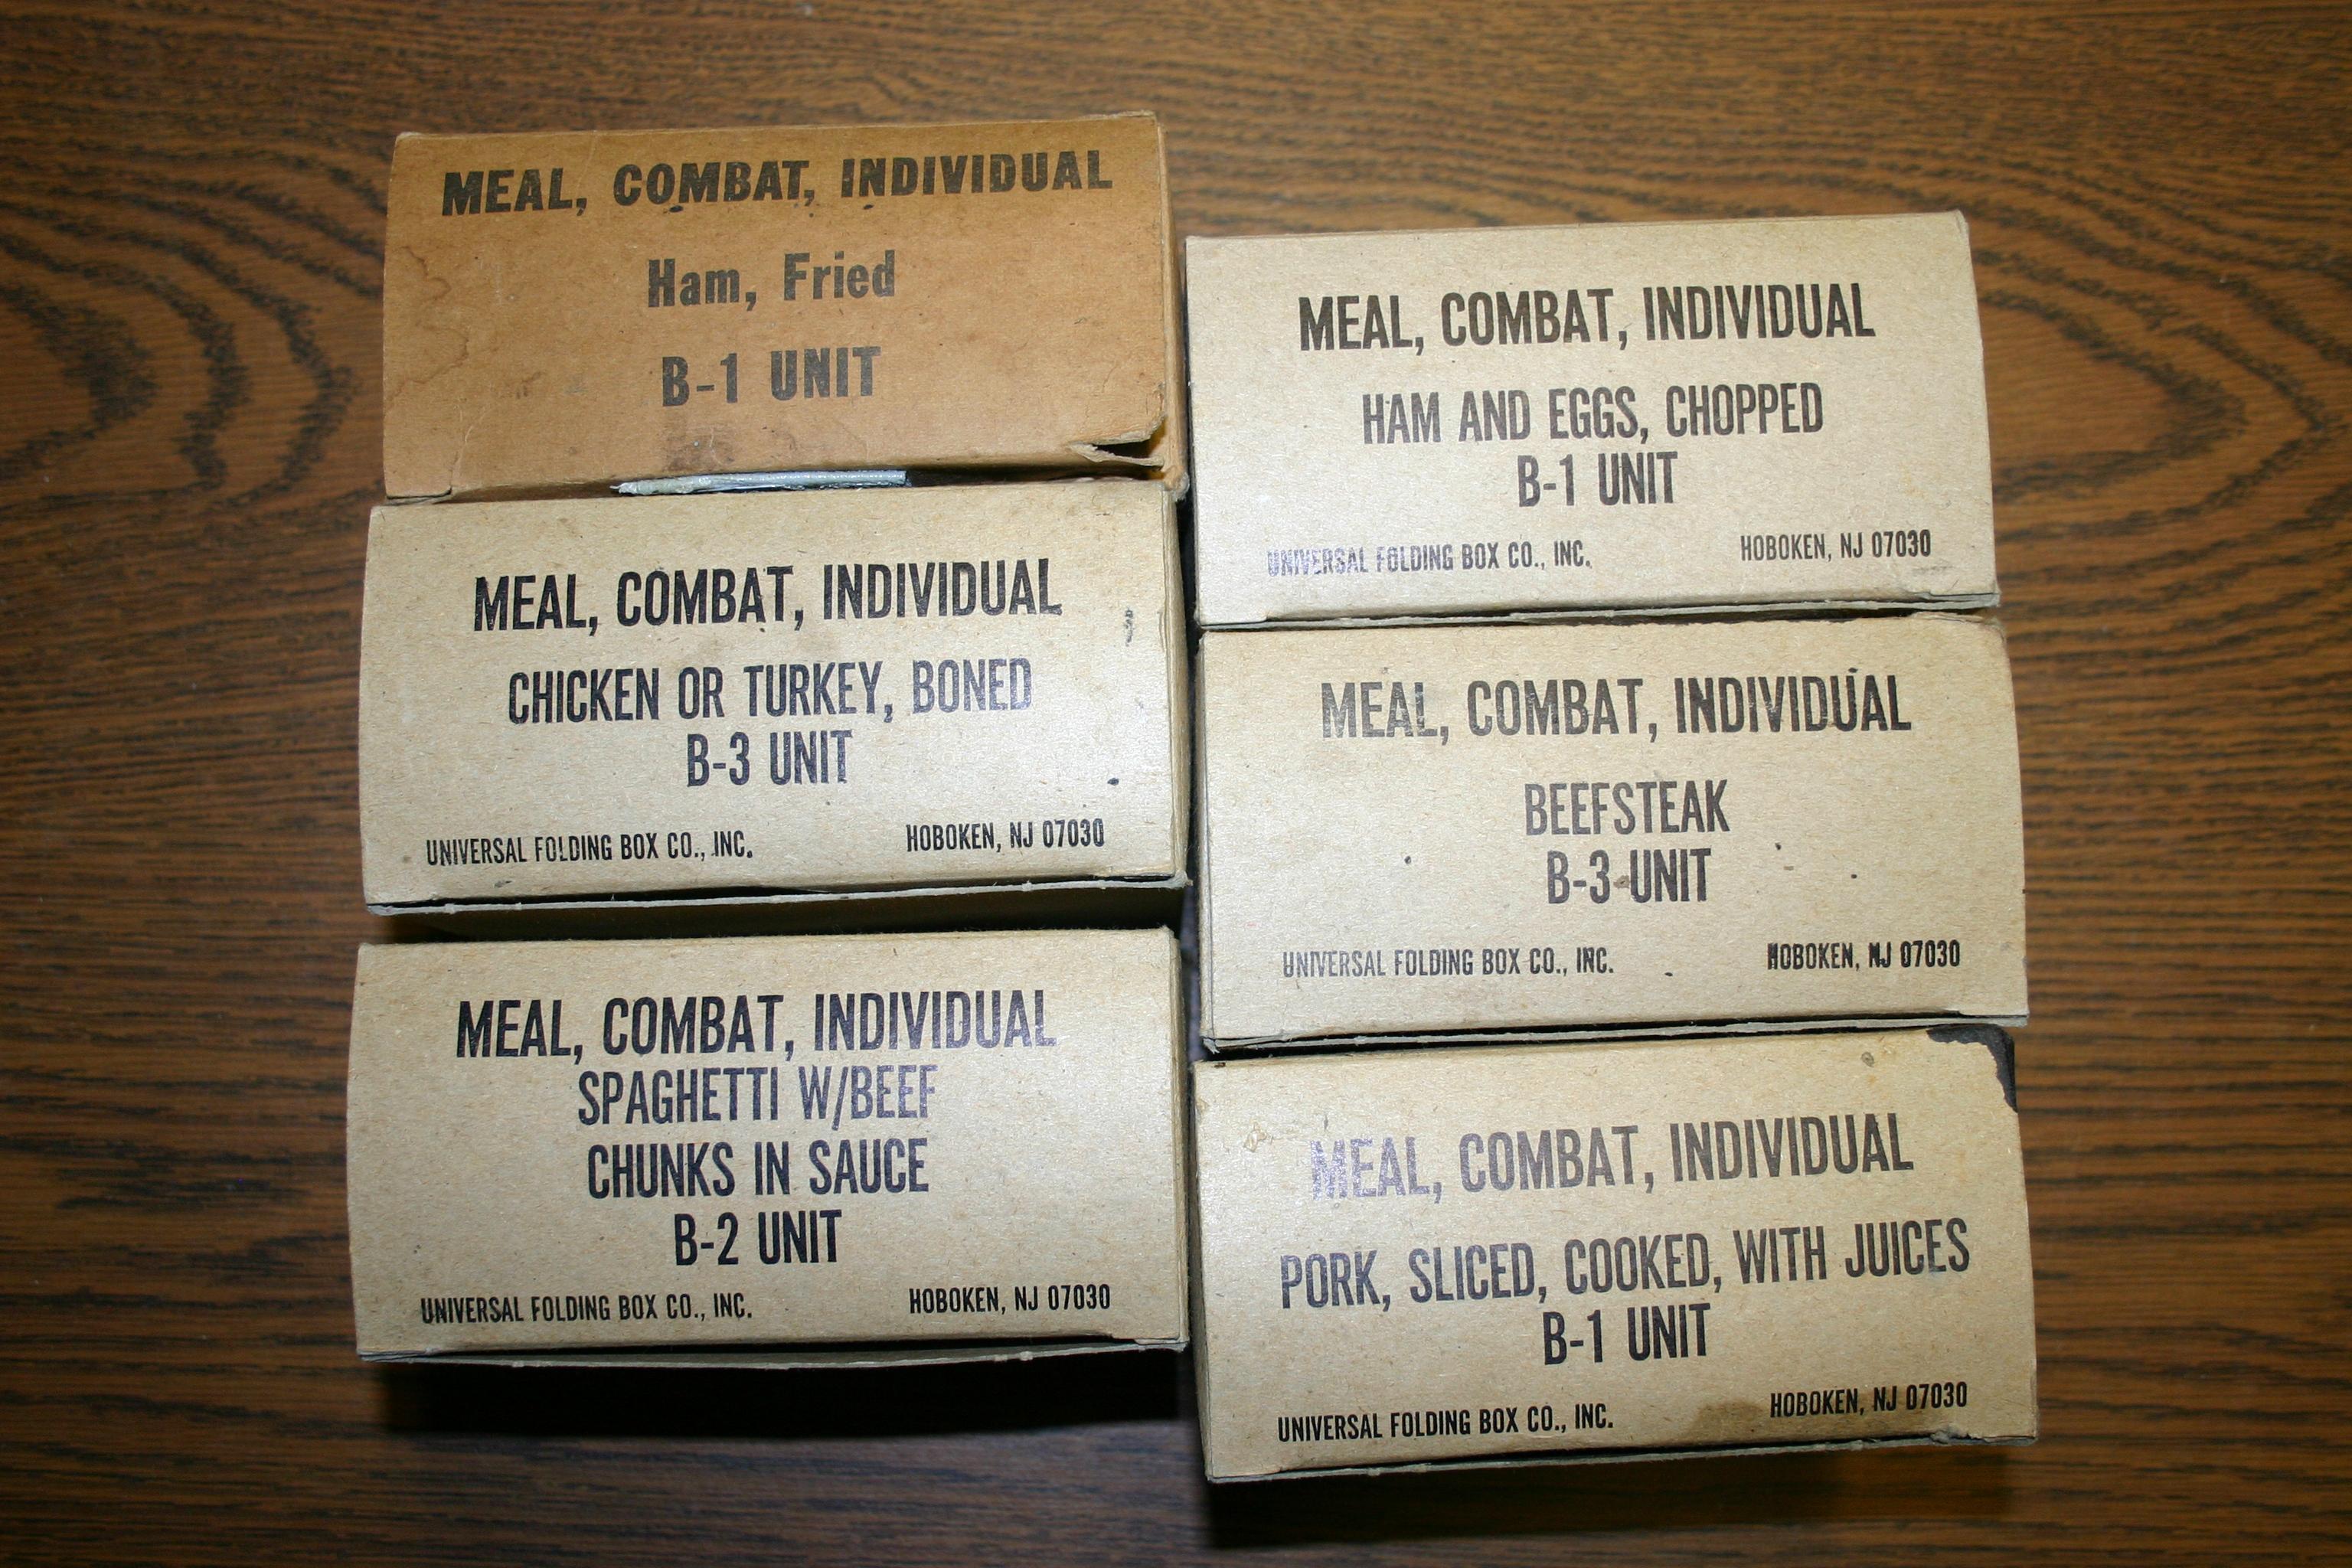 MEAL, COMBAT, INDIVIDUAL
Ham, Fried
B-1 UNIT
MEAL, COMBAT, INDIVIDUAL
CHICKEN OR TURKEY, BONED
B-3 UNIT
UNIVERSAL FOLDING BOX CO., INC. HOBOKEN, NJ 07030
MEAL, COMBAT, INDIVIDUAL
SPAGHETTI W/BEEF
CHUNKS IN SAUCE
B-2 UNIT
UNIVERSAL FOLDING BOX CO., INC. HOBOKEN, NJ 07030
MEAL, COMBAT, INDIVIDUAL
HAM AND EGGS, CHOPPED
B-1 UNIT
UNIVERSAL FOLDING BOX CO., INC. HOBOKEN, NJ 07030
MEAL, COMBAT, INDIVIDUAL
BEEFSTEAK
B-3 UNIT
UNIVERSAL FOLDING BOX CO., INC. HOBOKEN, NJ 07030
MEAL, COMBAT, INDIVIDUAL
PORK, SLICED, COOKED, WITH JUICES
B-1 UNIT
UNIVERSAL FOLDING BOX CO., INC. HOBOKEN, NJ 07030